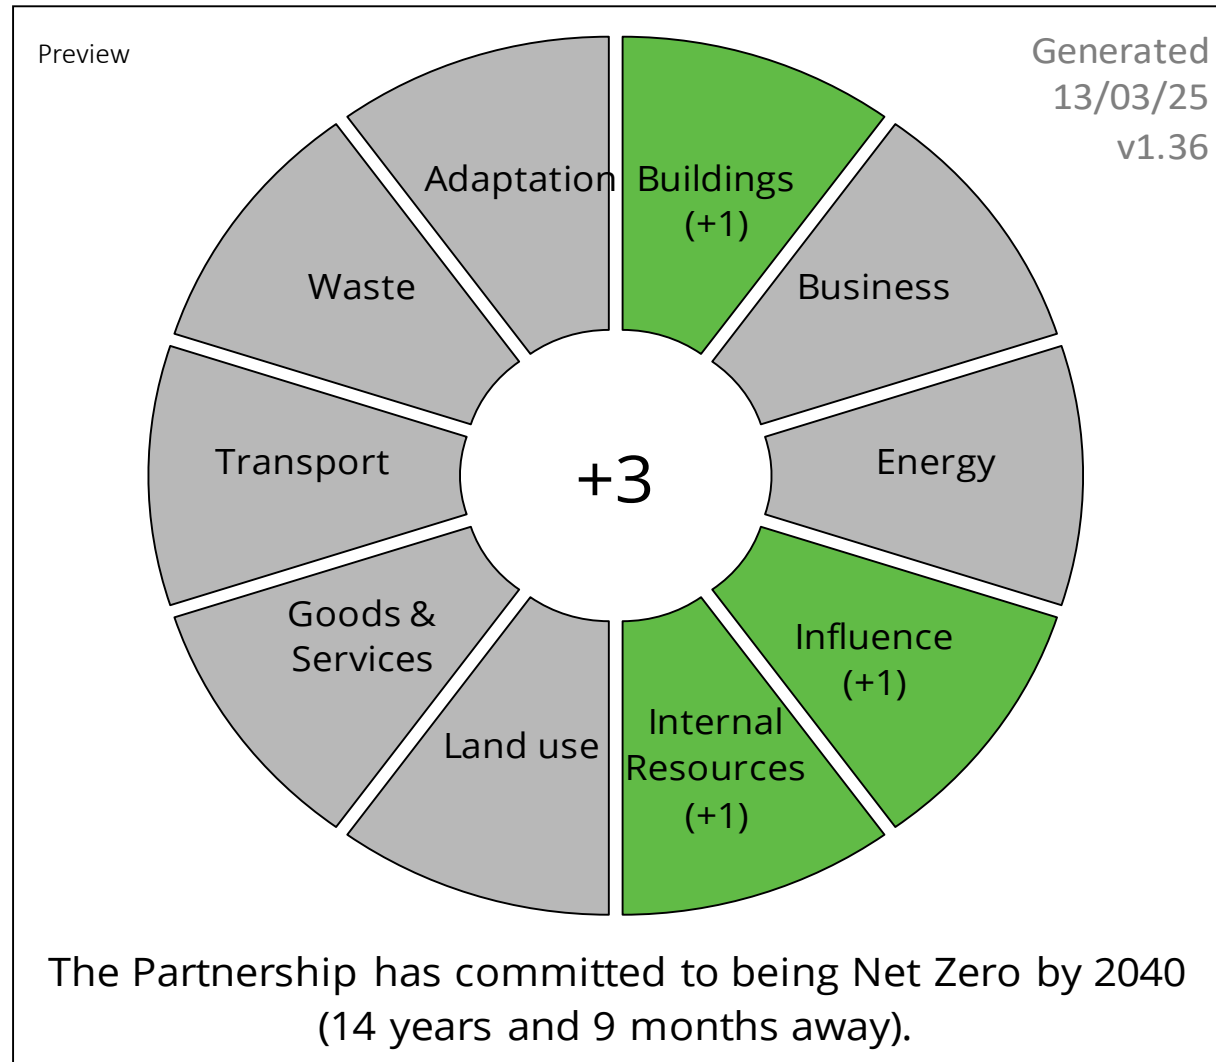 Preview
Generated
13/03/25
v1.36
Adaptation
Buildings
(+1)
Waste
Business
Transport
+3
Energy
Goods &
Services
Influence
(+1)
Land use
Internal
Resources
(+1)
The Partnership has committed to being Net Zero by 2040
(14 years and 9 months away).